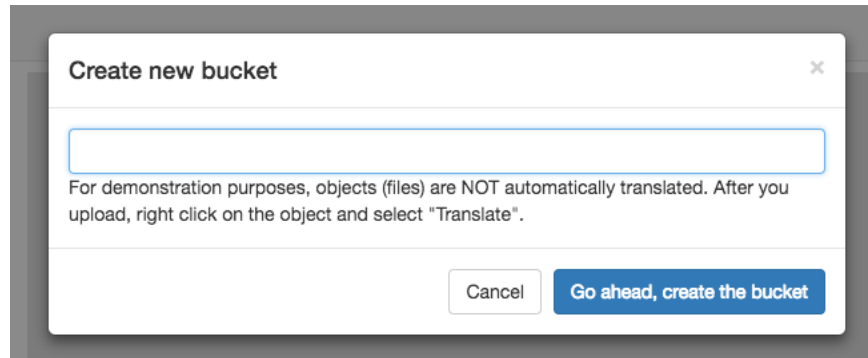 Create new bucket
×
For demonstration purposes, objects (files) are NOT automatically translated. After you
upload, right click on the object and select "Translate".
Cancel
Go ahead, create the bucket